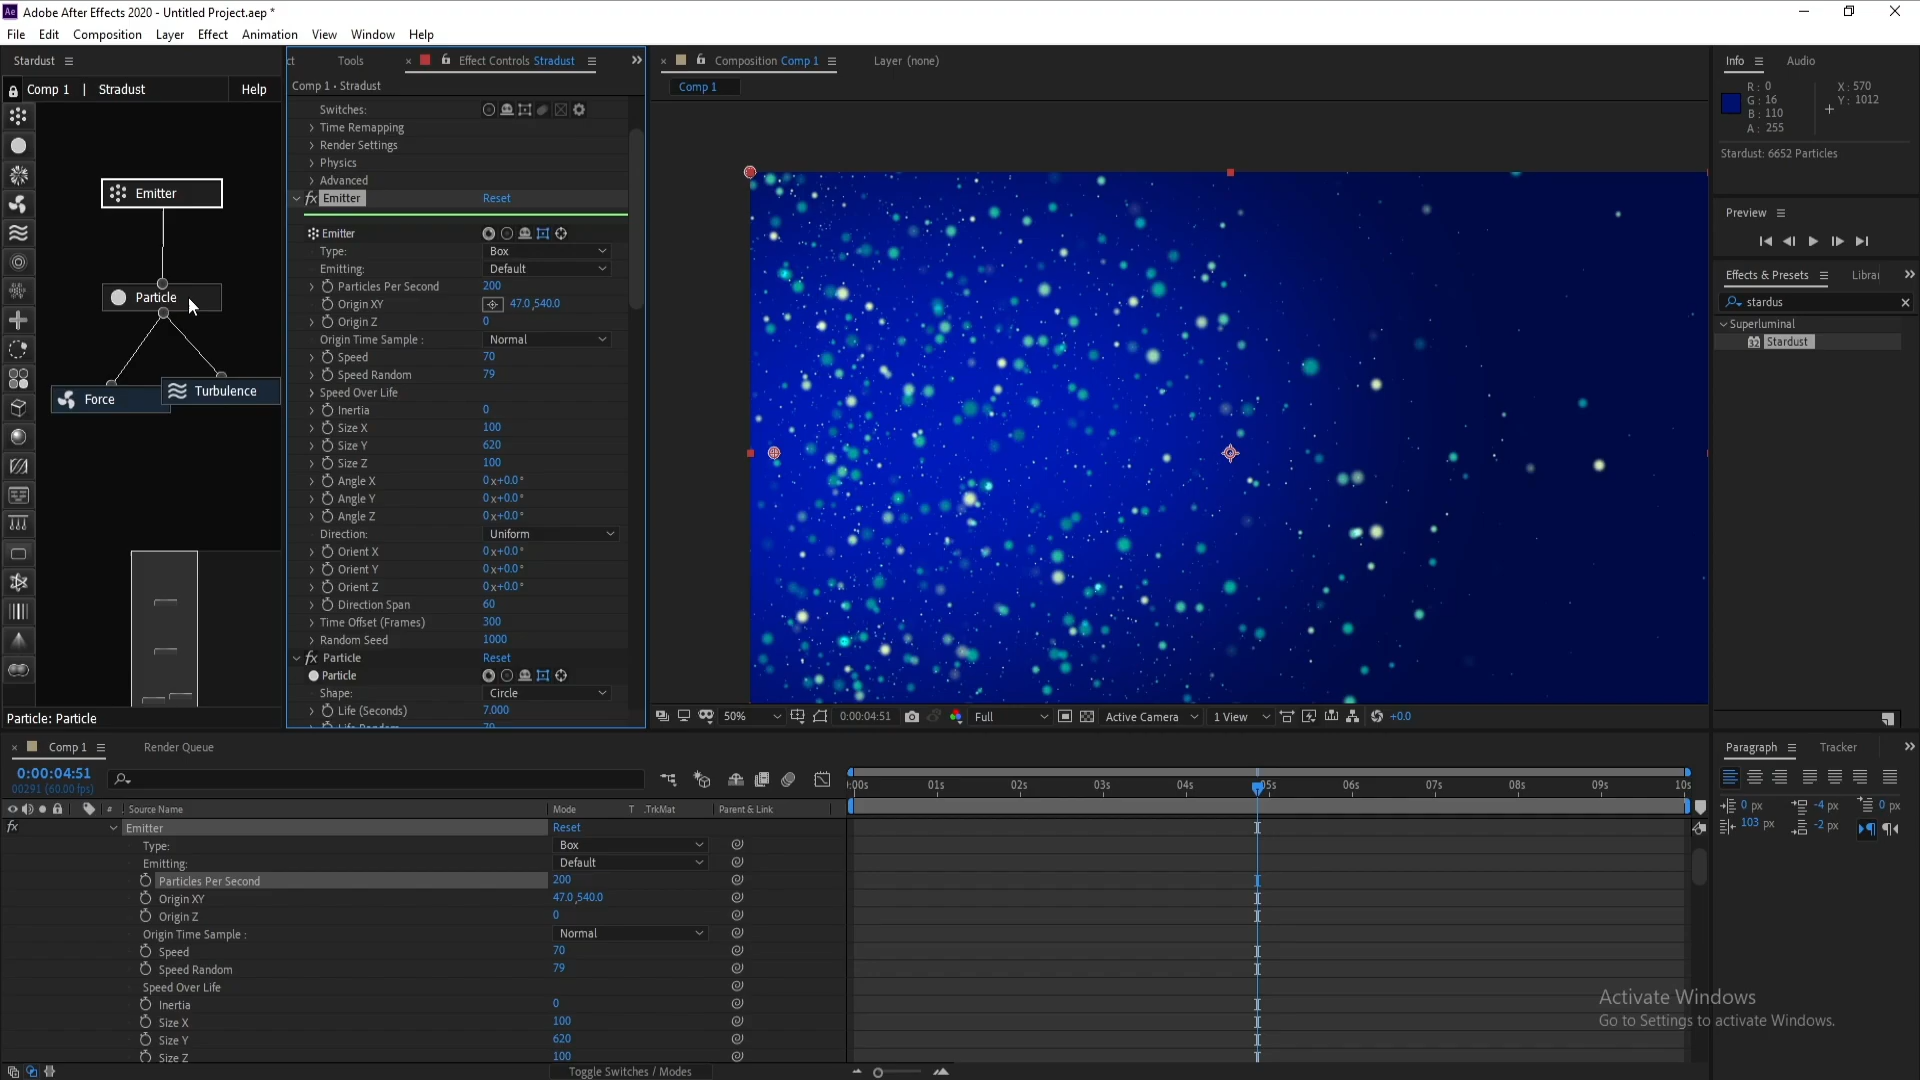 Ae Adobe After Effects 2020 - Untitled Project.aep *
File Edit Composition Layer Effect Animation View Window Help
Stardust
Comp 1 | Stradust Help
Emitter
Particle
Force
Turbulence
Particle: Particle
Tools Effect Controls Stradust
Comp 1 • Stradust
Switches:
Time Remapping
Render Settings
Physics
Advanced
fx Emitter Reset
Emitter
Type: Box
Emitting: Default
Particles Per Second 200
Origin XY 47.0,540.0
Origin Z 0
Origin Time Sample : Normal
Speed 70
Speed Random 79
Speed Over Life
Inertia 0
Size X 100
Size Y 620
Size Z 100
Angle X 0x+0.0°
Angle Y 0x+0.0°
Angle Z 0x+0.0°
Direction: Uniform
Orient X 0x+0.0°
Orient Y 0x+0.0°
Orient Z 0x+0.0°
Direction Span 60
Time Offset (Frames) 300
Random Seed 1000
fx Particle Reset
Particle
Shape: Circle
Life (Seconds) 7.000
Composition Comp 1 Layer (none)
Comp 1
50% 0:00:04:51 Full Active Camera 1 View +0.0
Info Audio
R: 0 X: 570
G: 16 Y: 1012
B: 110
A: 255
Stardust: 6652 Particles
Preview
Effects & Presets Librar
stardus
Superluminal
32 Stardust
Comp 1 Render Queue
0:00:04:51
00291 (60.00 fps)
# Source Name Mode T .TrkMat Parent & Link
:00s 01s 02s 03s 04s 05s 06s 07s 08s 09s 10s
fx Emitter Reset
Type: Box
Emitting: Default
Particles Per Second 200
Origin XY 47.0,540.0
Origin Z 0
Origin Time Sample : Normal
Speed 70
Speed Random 79
Speed Over Life
Inertia 0
Size X 100
Size Y 620
Size Z 100
Toggle Switches / Modes
Paragraph Tracker
0 px -4 px 0 px
103 px -2 px
Activate Windows
Go to Settings to activate Windows.